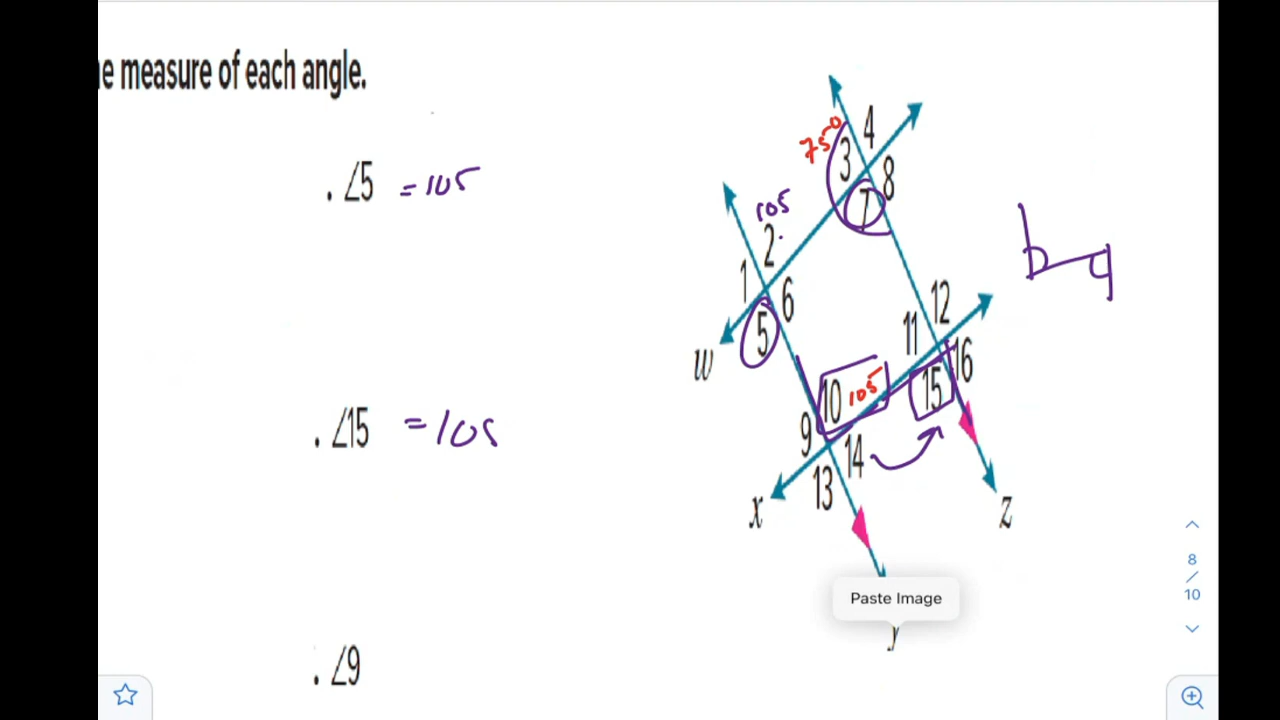 e measure of each angle.
. ∠5 = 105
. ∠15 = 105
. ∠9
75°
3
4
8
7
105
2
1
6
5
w
12
11
16
10 105
15
9
14
13
x
z
y
Paste Image
8
/
10